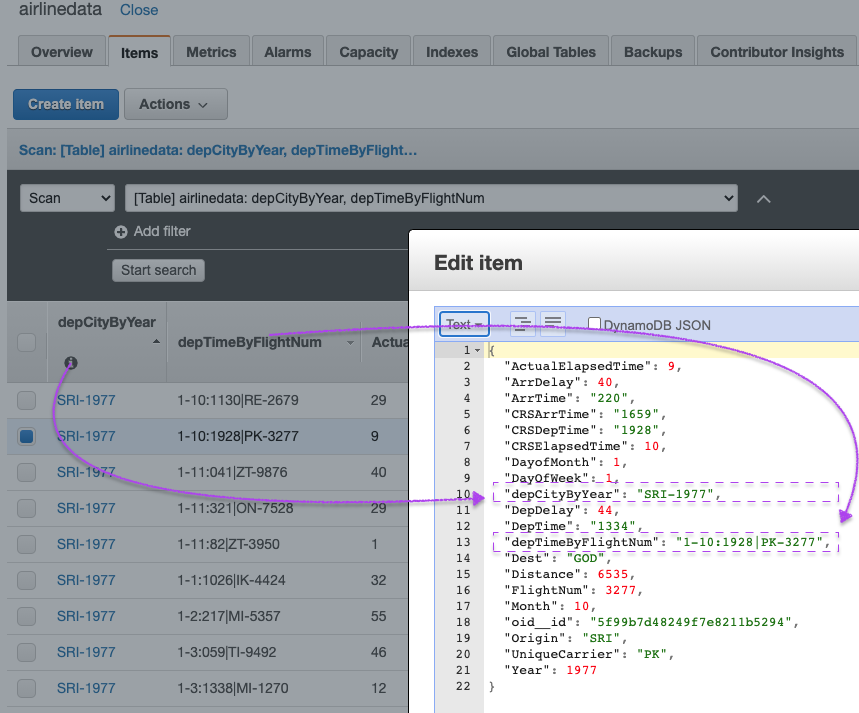 airlinedata Close
Overview Items Metrics Alarms Capacity Indexes Global Tables Backups Contributor Insights
Create item Actions
Scan: [Table] airlinedata: depCityByYear, depTimeByFlight…
Scan [Table] airlinedata: depCityByYear, depTimeByFlightNum
Add filter
Start search
depCityByYear depTimeByFlightNum Actua
SRI-1977 1-10:1130|RE-2679 29
SRI-1977 1-10:1928|PK-3277 9
SRI-1977 1-11:041|ZT-9876 40
SRI-1977 1-11:321|ON-7528 29
SRI-1977 1-11:82|ZT-3950 1
SRI-1977 1-1:1026|IK-4424 32
SRI-1977 1-2:217|MI-5357 55
SRI-1977 1-3:059|TI-9492 46
SRI-1977 1-3:1338|MI-1270 12
Edit item
Text DynamoDB JSON
1 {
2 "ActualElapsedTime": 9,
3 "ArrDelay": 40,
4 "ArrTime": "220",
5 "CRSArrTime": "1659",
6 "CRSDepTime": "1928",
7 "CRSElapsedTime": 10,
8 "DayofMonth": 1,
9 "DayOfWeek": 1,
10 "depCityByYear": "SRI-1977",
11 "DepDelay": 44,
12 "DepTime": "1334",
13 "depTimeByFlightNum": "1-10:1928|PK-3277",
14 "Dest": "GOD",
15 "Distance": 6535,
16 "FlightNum": 3277,
17 "Month": 10,
18 "oid__id": "5f99b7d48249f7e8211b5294",
19 "Origin": "SRI",
20 "UniqueCarrier": "PK",
21 "Year": 1977
22 }